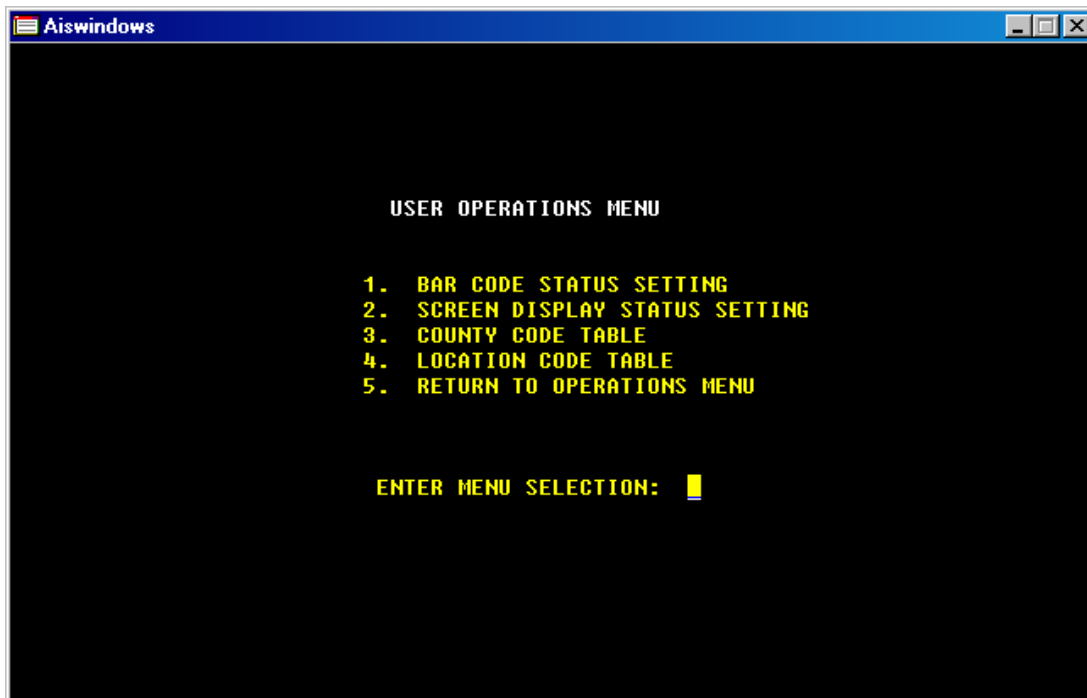 Aiswindows
USER OPERATIONS MENU
1. BAR CODE STATUS SETTING
2. SCREEN DISPLAY STATUS SETTING
3. COUNTY CODE TABLE
4. LOCATION CODE TABLE
5. RETURN TO OPERATIONS MENU
ENTER MENU SELECTION: